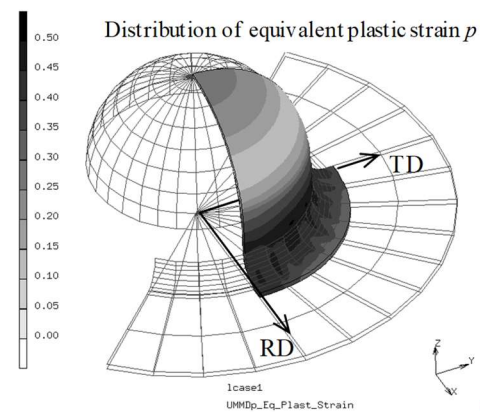 Distribution of equivalent plastic strain p
0.50
0.45
0.40
0.35
0.30
0.25
0.20
0.15
0.10
0.05
0.00
TD
RD
Z
Y
X
lcase1
UMMDp_Eq_Plast_Strain